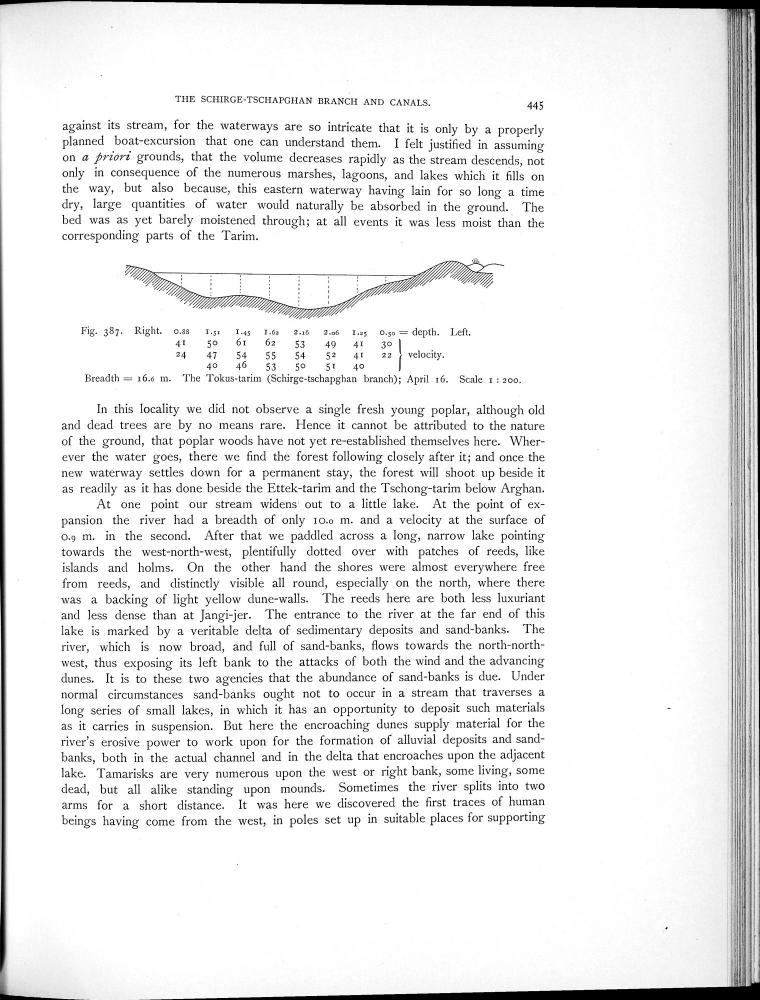 THE SCHIRGE-TSCHAPGHAN BRANCH AND CANALS. 445
against its stream, for the waterways are so intricate that it is only by a properly
planned boat-excursion that one can understand them. I felt justified in assuming
on a priori grounds, that the volume decreases rapidly as the stream descends, not
only in consequence of the numerous marshes, lagoons, and lakes which it fills on
the way, but also because, this eastern waterway having lain for so long a time
dry, large quantities of water would naturally be absorbed in the ground. The
bed was as yet barely moistened through; at all events it was less moist than the
corresponding parts of the Tarim.
Fig. 387. Right. 0.88 1.51 1.45 1.62 2.16 2.06 1.25 0.50 = depth. Left.
41 50 61 62 53 49 41 30
24 47 54 55 54 52 41 22 } velocity.
40 46 53 50 51 40
Breadth = 16.6 m. The Tokus-tarim (Schirge-tschapghan branch); April 16. Scale 1 : 200.
In this locality we did not observe a single fresh young poplar, although old
and dead trees are by no means rare. Hence it cannot be attributed to the nature
of the ground, that poplar woods have not yet re-established themselves here. Wher-
ever the water goes, there we find the forest following closely after it; and once the
new waterway settles down for a permanent stay, the forest will shoot up beside it
as readily as it has done beside the Ettek-tarim and the Tschong-tarim below Arghan.
At one point our stream widens out to a little lake. At the point of ex-
pansion the river had a breadth of only 10.0 m. and a velocity at the surface of
0.9 m. in the second. After that we paddled across a long, narrow lake pointing
towards the west-north-west, plentifully dotted over with patches of reeds, like
islands and holms. On the other hand the shores were almost everywhere free
from reeds, and distinctly visible all round, especially on the north, where there
was a backing of light yellow dune-walls. The reeds here are both less luxuriant
and less dense than at Jangi-jer. The entrance to the river at the far end of this
lake is marked by a veritable delta of sedimentary deposits and sand-banks. The
river, which is now broad, and full of sand-banks, flows towards the north-north-
west, thus exposing its left bank to the attacks of both the wind and the advancing
dunes. It is to these two agencies that the abundance of sand-banks is due. Under
normal circumstances sand-banks ought not to occur in a stream that traverses a
long series of small lakes, in which it has an opportunity to deposit such materials
as it carries in suspension. But here the encroaching dunes supply material for the
river's erosive power to work upon for the formation of alluvial deposits and sand-
banks, both in the actual channel and in the delta that encroaches upon the adjacent
lake. Tamarisks are very numerous upon the west or right bank, some living, some
dead, but all alike standing upon mounds. Sometimes the river splits into two
arms for a short distance. It was here we discovered the first traces of human
beings having come from the west, in poles set up in suitable places for supporting